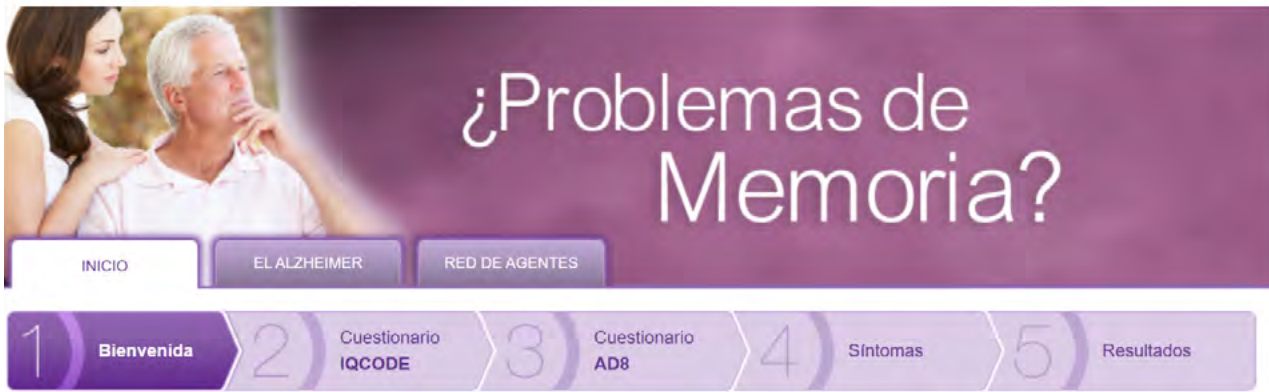 ¿Problemas de
Memoria?
INICIO
EL ALZHEIMER
RED DE AGENTES
1 Bienvenida
2 Cuestionario
IQCODE
3 Cuestionario
AD8
4 Síntomas
5 Resultados